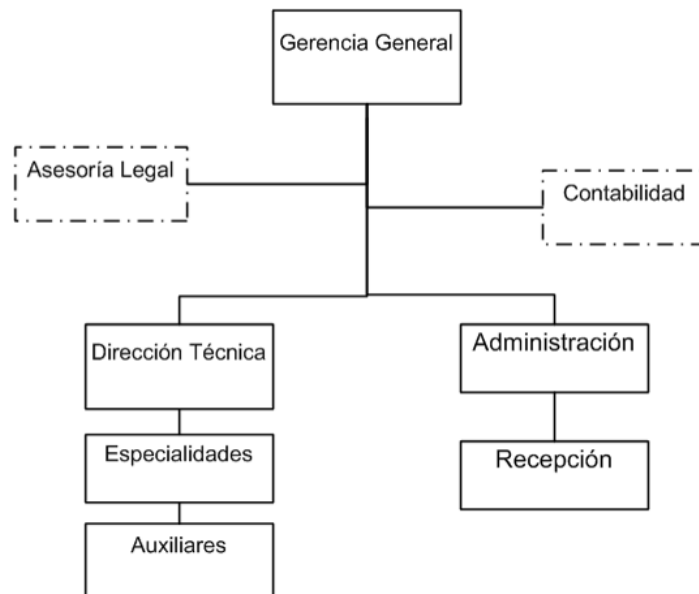 Gerencia General
Asesoría Legal
Contabilidad
Dirección Técnica
Administración
Especialidades
Recepción
Auxiliares